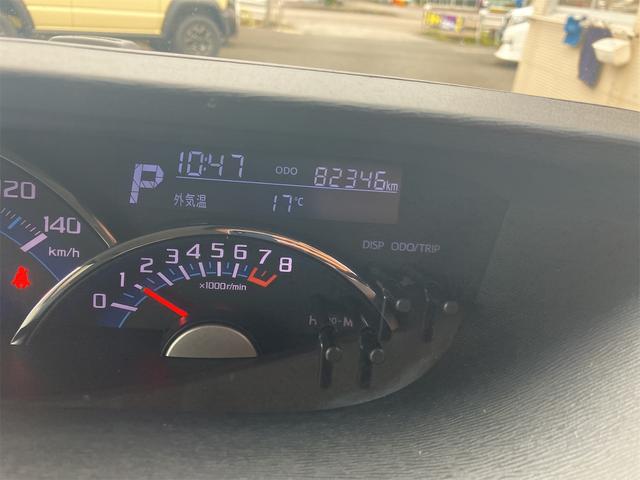 10:47 ODO 82346km
P
外気温 17℃
120
140
km/h
DISP ODO/TRIP
0 1 2 3 4 5 6 7 8
×1000r/min